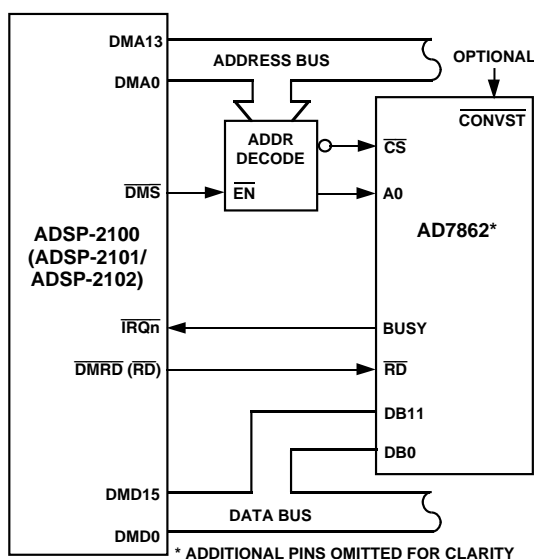 DMA13
ADDRESS BUS
OPTIONAL
DMA0
CONVST
ADDR
DECODE
CS
DMS
EN
A0
ADSP-2100
(ADSP-2101/
ADSP-2102)
AD7862*
IRQn
BUSY
DMRD (RD)
RD
DB11
DB0
DMD15
DATA BUS
DMD0
* ADDITIONAL PINS OMITTED FOR CLARITY